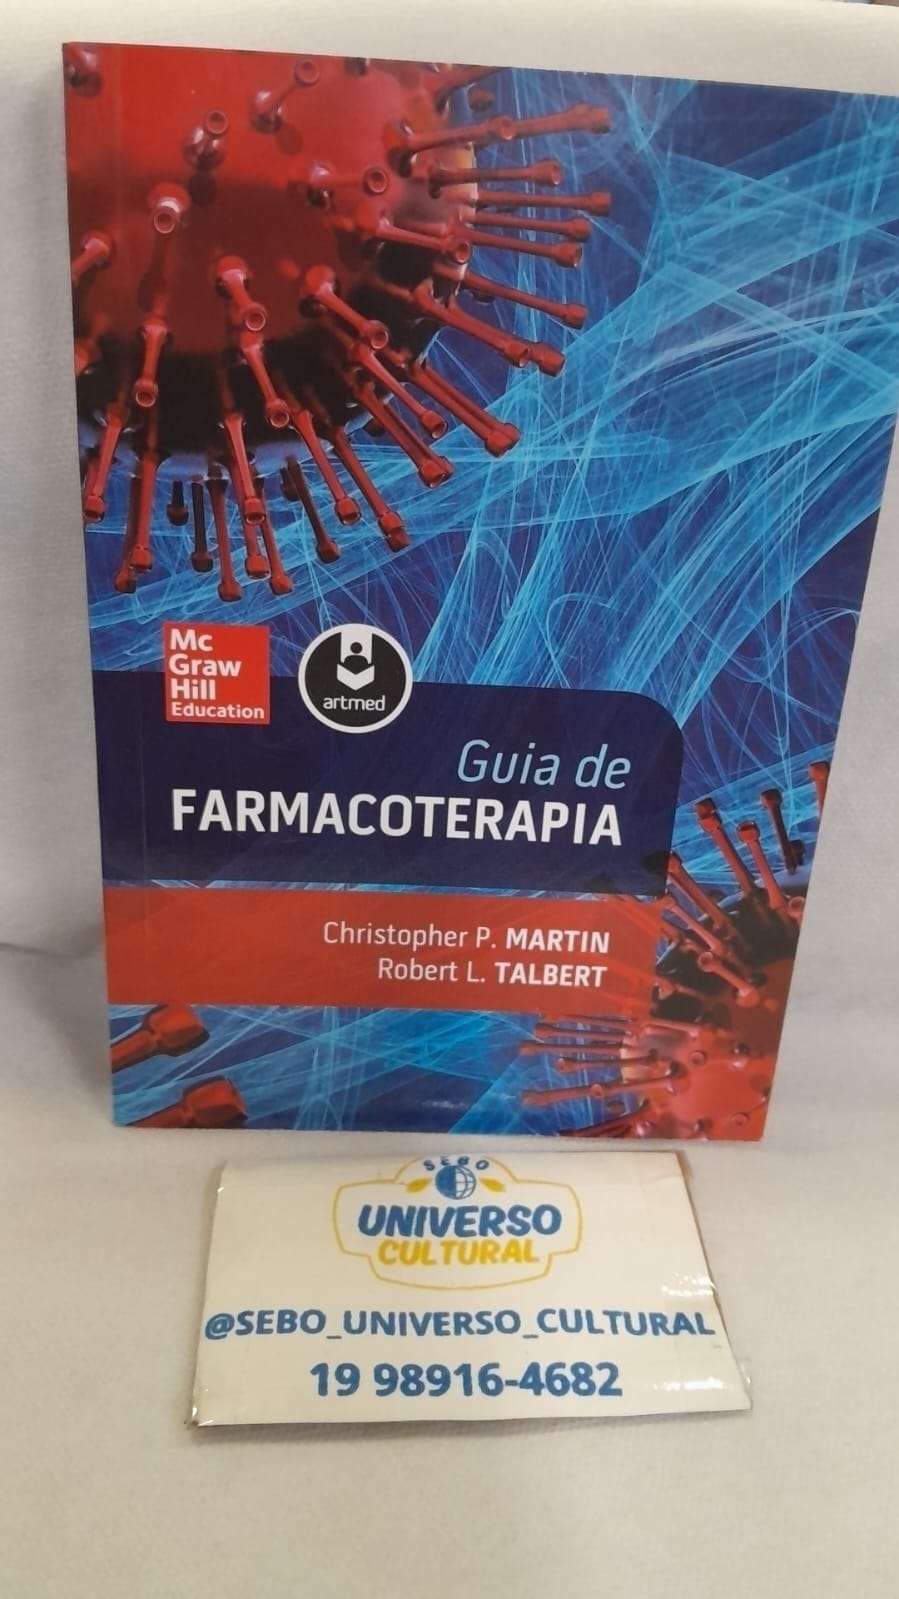 Mc
Graw
Hill
Education
artmed
Guia de
FARMACOTERAPIA
Christopher P. MARTIN
Robert L. TALBERT
SEBO
UNIVERSO
CULTURAL
@SEBO_UNIVERSO_CULTURAL
19 98916-4682